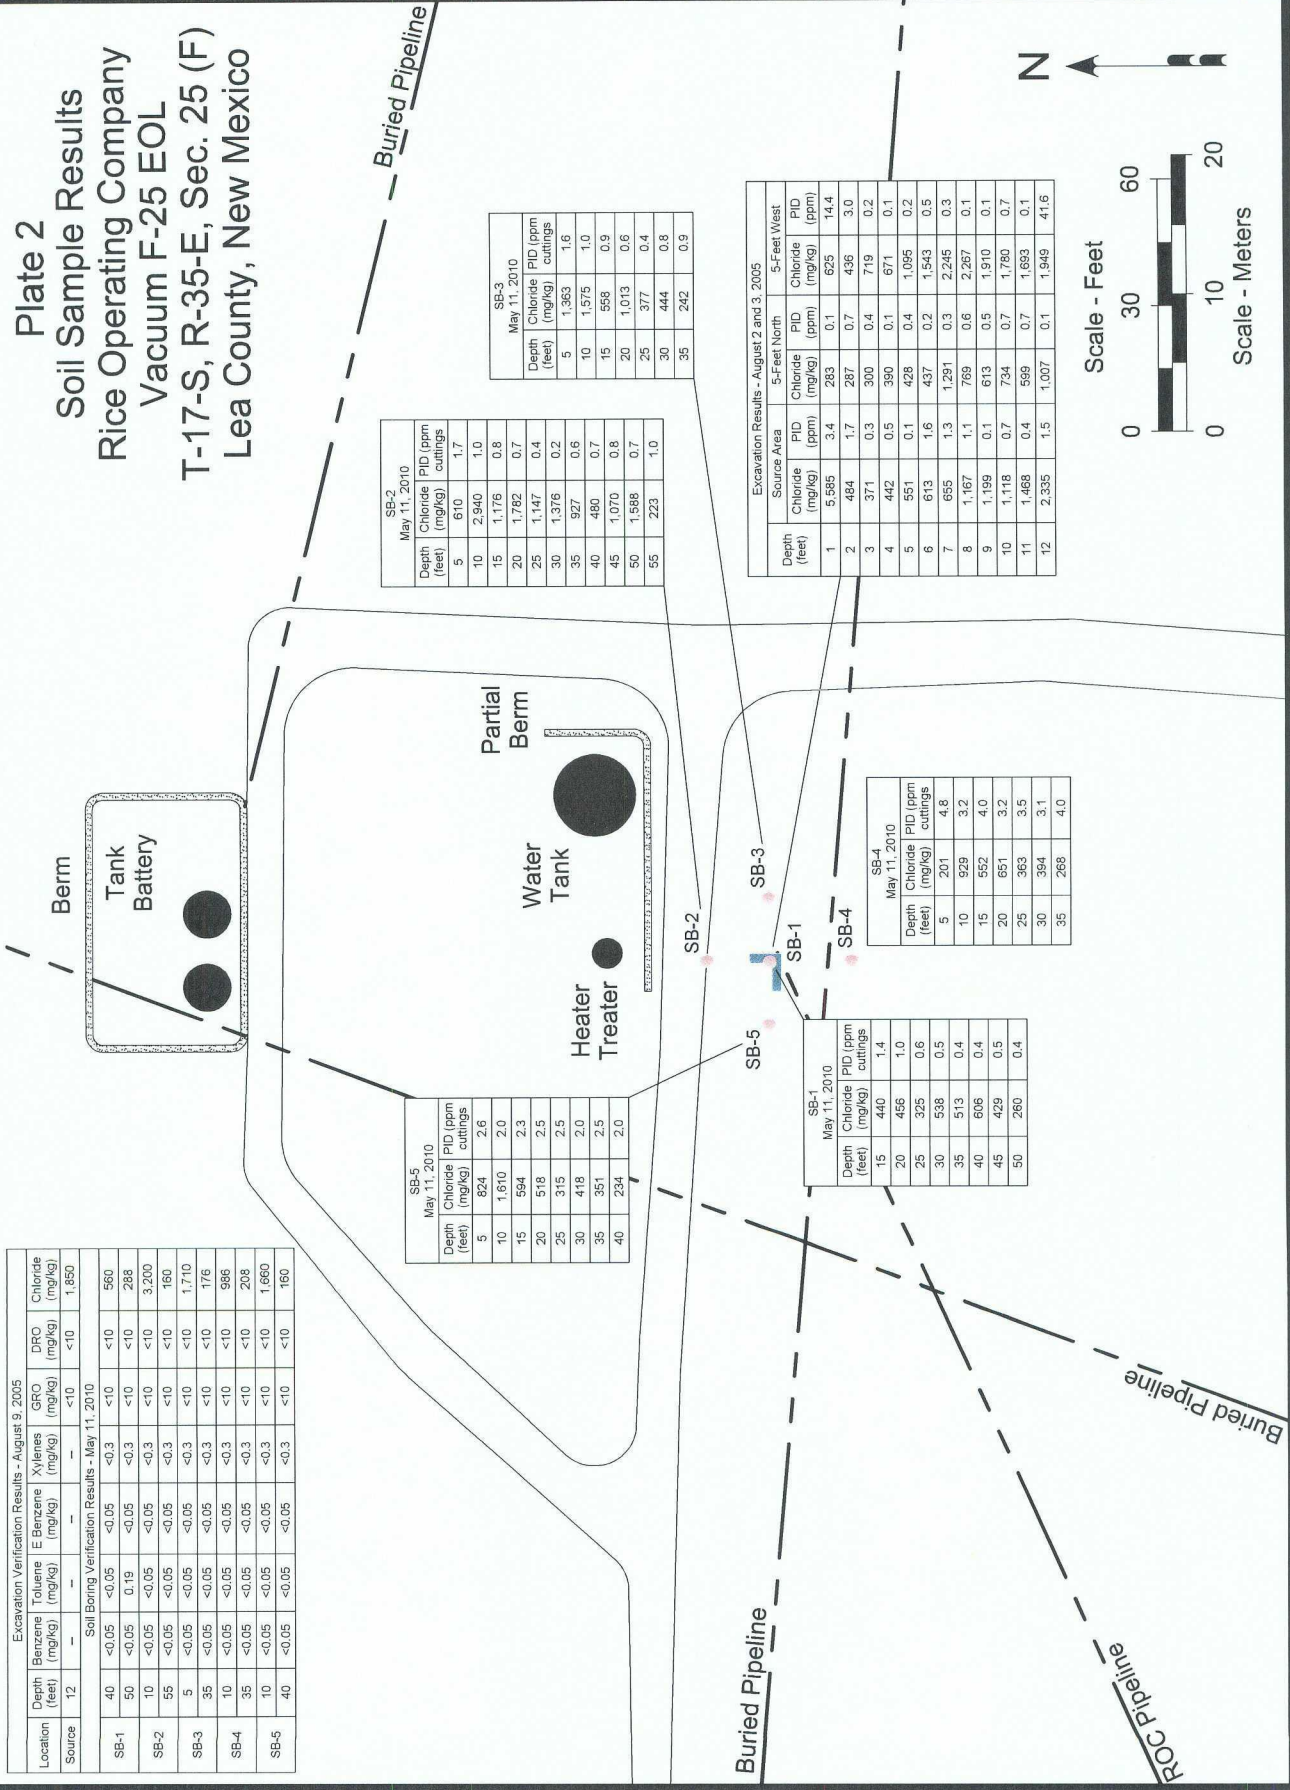 Plate 2
Soil Sample Results
Rice Operating Company
Vacuum F-25 EOL
T-17-S, R-35-E, Sec. 25 (F)
Lea County, New Mexico
Excavation Verification Results - August 9, 2005
Location Depth (feet) Benzene (mg/kg) Toluene (mg/kg) E Benzene (mg/kg) Xylenes (mg/kg) GRO (mg/kg) DRO (mg/kg) Chloride (mg/kg)
Source 12 – – – – <10 <10 1,850
Soil Boring Verification Results - May 11, 2010
SB-1 40 <0.05 <0.05 <0.05 <0.3 <10 <10 560
50 <0.05 0.19 <0.05 <0.3 <10 <10 288
SB-2 10 <0.05 <0.05 <0.05 <0.3 <10 <10 3,200
55 <0.05 <0.05 <0.05 <0.3 <10 <10 160
SB-3 5 <0.05 <0.05 <0.05 <0.3 <10 <10 1,710
35 <0.05 <0.05 <0.05 <0.3 <10 <10 176
SB-4 10 <0.05 <0.05 <0.05 <0.3 <10 <10 986
35 <0.05 <0.05 <0.05 <0.3 <10 <10 208
SB-5 10 <0.05 <0.05 <0.05 <0.3 <10 <10 1,660
40 <0.05 <0.05 <0.05 <0.3 <10 <10 160
Berm
Tank
Battery
Buried Pipeline
SB-5
May 11, 2010
Depth (feet) Chloride (mg/kg) PID (ppm cuttings
5 824 2.6
10 1,610 2.0
15 594 2.3
20 518 2.5
25 315 2.5
30 418 2.0
35 351 2.5
40 234 2.0
Heater
Treater
Water
Tank
Partial
Berm
SB-2
May 11, 2010
Depth (feet) Chloride (mg/kg) PID (ppm cuttings
5 610 1.7
10 2,940 1.0
15 1,176 0.8
20 1,782 0.7
25 1,147 0.4
30 1,376 0.2
35 927 0.6
40 480 0.7
45 1,070 0.8
50 1,588 0.7
55 223 1.0
SB-3
May 11, 2010
Depth (feet) Chloride (mg/kg) PID (ppm cuttings
5 1,363 1.6
10 1,575 1.0
15 558 0.9
20 1,013 0.6
25 377 0.4
30 444 0.8
35 242 0.9
SB-2
SB-5
SB-3
SB-1
SB-4
Excavation Results - August 2 and 3, 2005
Depth (feet) Source Area 5-Feet North 5-Feet West
Chloride (mg/kg) PID (ppm) Chloride (mg/kg) PID (ppm) Chloride (mg/kg) PID (ppm)
1 5,585 3.4 283 0.1 625 14.4
2 484 1.7 287 0.7 436 3.0
3 371 0.3 300 0.4 719 0.2
4 442 0.5 390 0.1 671 0.1
5 551 0.1 428 0.4 1,095 0.2
6 613 1.6 437 0.2 1,543 0.5
7 655 1.3 1,291 0.3 2,245 0.3
8 1,167 1.1 769 0.6 2,267 0.1
9 1,199 0.1 613 0.5 1,910 0.1
10 1,118 0.7 734 0.7 1,780 0.7
11 1,468 0.4 599 0.7 1,693 0.1
12 2,335 1.5 1,007 0.1 1,949 41.6
SB-1
May 11, 2010
Depth (feet) Chloride (mg/kg) PID (ppm cuttings
15 440 1.4
20 456 1.0
25 325 0.6
30 538 0.5
35 513 0.4
40 606 0.4
45 429 0.5
50 260 0.4
SB-4
May 11, 2010
Depth (feet) Chloride (mg/kg) PID (ppm cuttings
5 201 4.8
10 929 3.2
15 552 4.0
20 651 3.2
25 363 3.5
30 394 3.1
35 268 4.0
Buried Pipeline
ROC Pipeline
Buried Pipeline
N
Scale - Feet
0 30 60
0 10 20
Scale - Meters